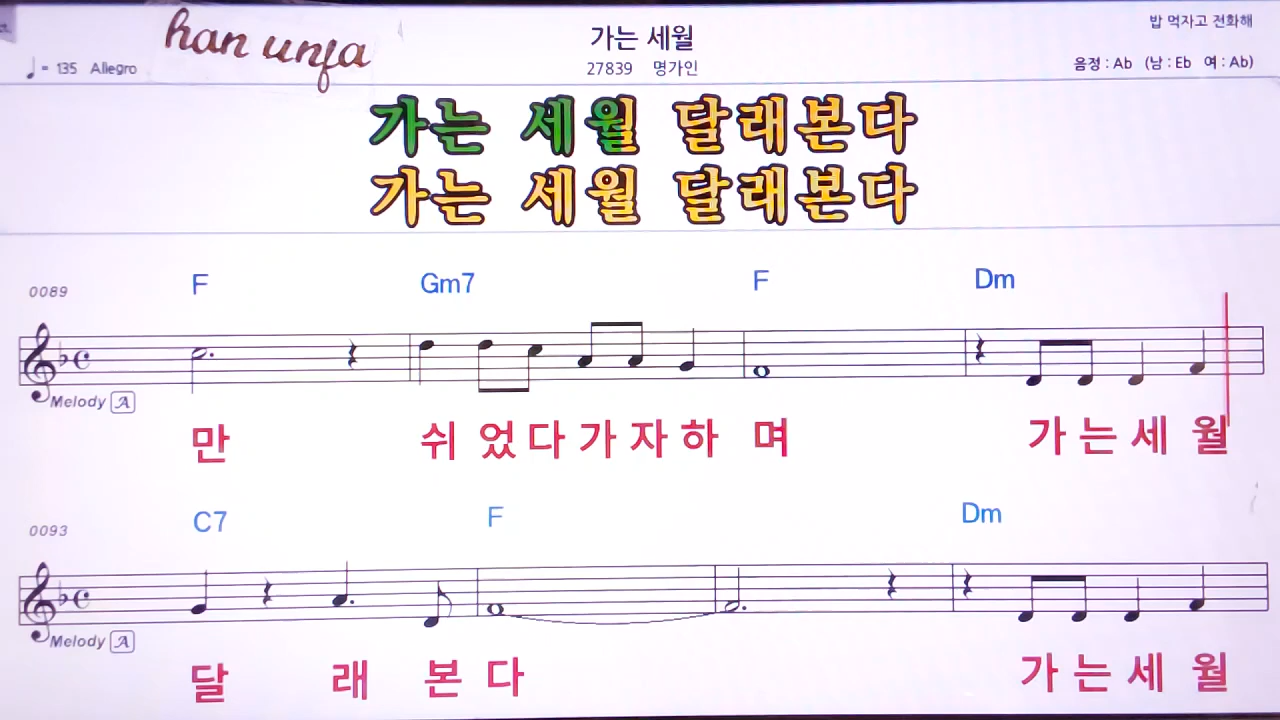 han unja
가는 세월
밥 먹자고 전화해
♩= 135 Allegro
27839 명가인
음정 : Ab (남 : Eb 여 : Ab)
가는 세월 달래본다
가는 세월 달래본다
F Gm7 F Dm
0089
Melody A
만 쉬 었 다 가 자 하 며 가 는 세 월
C7 F Dm
0093
Melody A
달 래 본 다 가 는 세 월